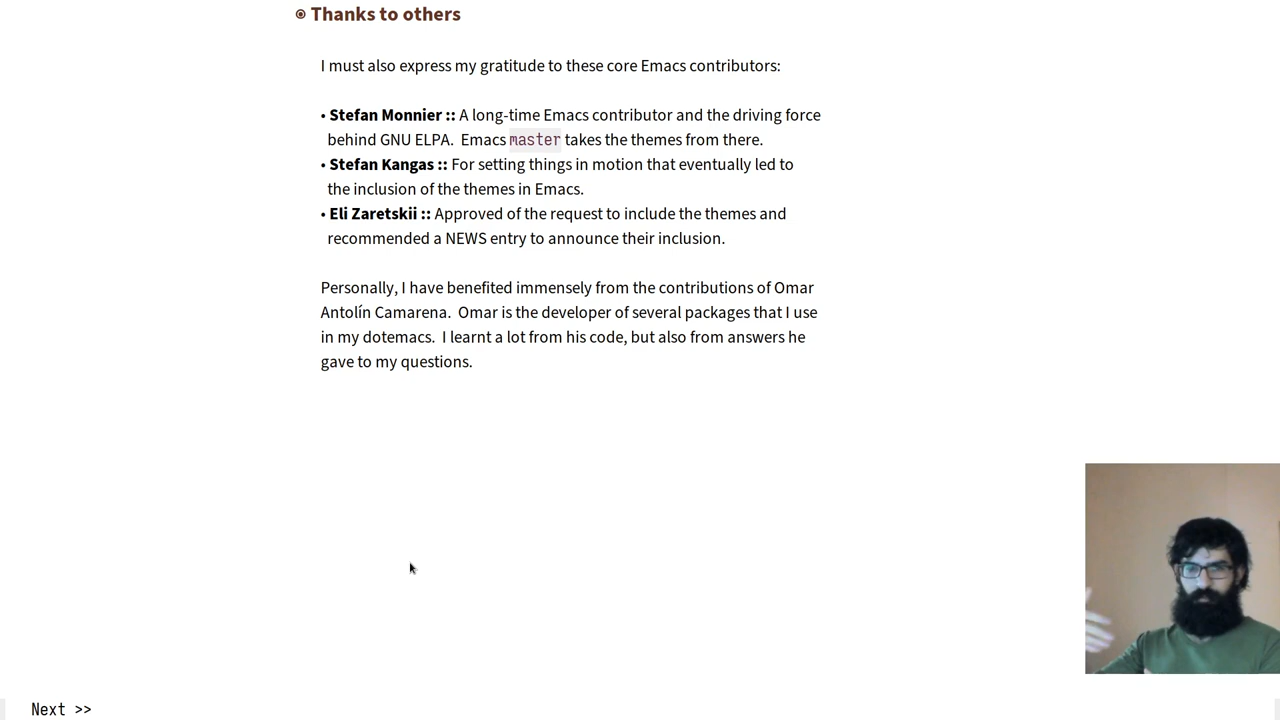 Thanks to others
I must also express my gratitude to these core Emacs contributors:
• Stefan Monnier :: A long-time Emacs contributor and the driving force
behind GNU ELPA.  Emacs master takes the themes from there.
• Stefan Kangas :: For setting things in motion that eventually led to
the inclusion of the themes in Emacs.
• Eli Zaretskii :: Approved of the request to include the themes and
recommended a NEWS entry to announce their inclusion.
Personally, I have benefited immensely from the contributions of Omar
Antolín Camarena.  Omar is the developer of several packages that I use
in my dotemacs.  I learnt a lot from his code, but also from answers he
gave to my questions.
Next >>